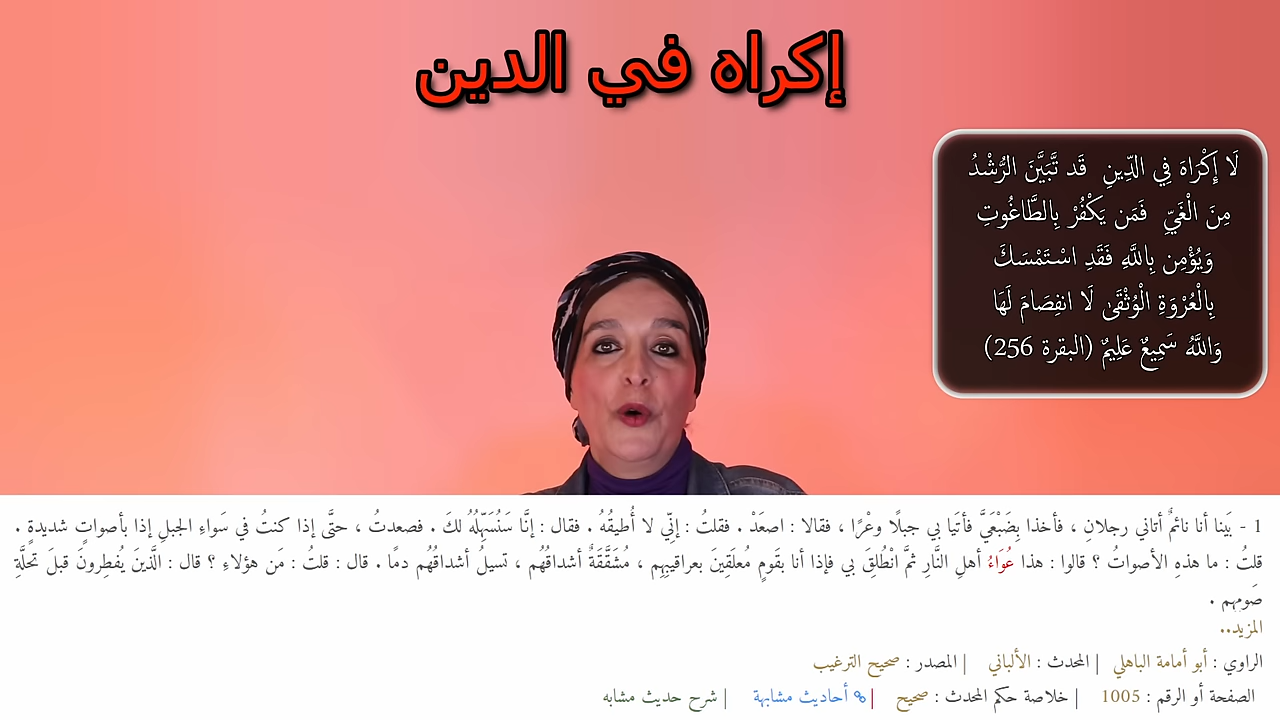 إكراه في الدين
لَا إِكْرَاهَ فِي الدِّينِ قَد تَّبَيَّنَ الرُّشْدُ
مِنَ الْغَيِّ فَمَن يَكْفُرْ بِالطَّاغُوتِ
وَيُؤْمِن بِاللَّهِ فَقَدِ اسْتَمْسَكَ
بِالْعُرْوَةِ الْوُثْقَىٰ لَا انفِصَامَ لَهَا
وَاللَّهُ سَمِيعٌ عَلِيمٌ (البقرة 256)
1 - بَينا أنا نائمٌ أتاني رجلانِ ، فأخذا بِضَبْعَيَّ فأتَيا بي جبلًا وعْرًا ، فقالا : اصعَدْ . فقلتُ : إنِّي لا أُطيقُهُ . فقال : إنَّا سَنُسَهِّلُهُ لكَ . فصعدتُ ، حتَّى إذا كنتُ في سَواءِ الجبلِ إذا بأصواتٍ شديدةٍ .
قلتُ : ما هذهِ الأصواتُ ؟ قالوا : هذا عُوَاءُ أهلِ النَّارِ ثمَّ انْطُلِقَ بي فإذا أنا بقَومٍ مُعلَقِينَ بعراقيبِهِم ، مُشَقَّقَةٌ أشداقُهُم ، تسيلُ أشداقُهُم دمًا . قال : قلتُ : مَن هؤلاءِ ؟ قال : الَّذينَ يُفطِرونَ قبلَ تحلَّةِ
صَومِهِم .
المزيد..
الراوي : أبو أمامة الباهلي | المحدث : الألباني | المصدر : صحيح الترغيب
الصفحة أو الرقم : 1005 | خلاصة حكم المحدث : صحيح | أحاديث مشابهة | شرح حديث مشابه